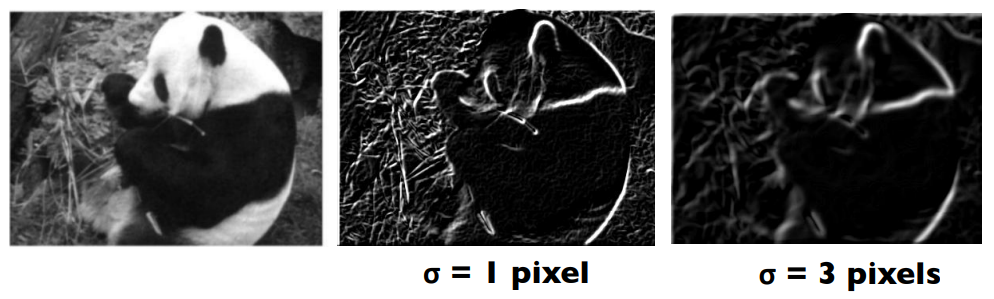 σ = 1 pixel
σ = 3 pixels